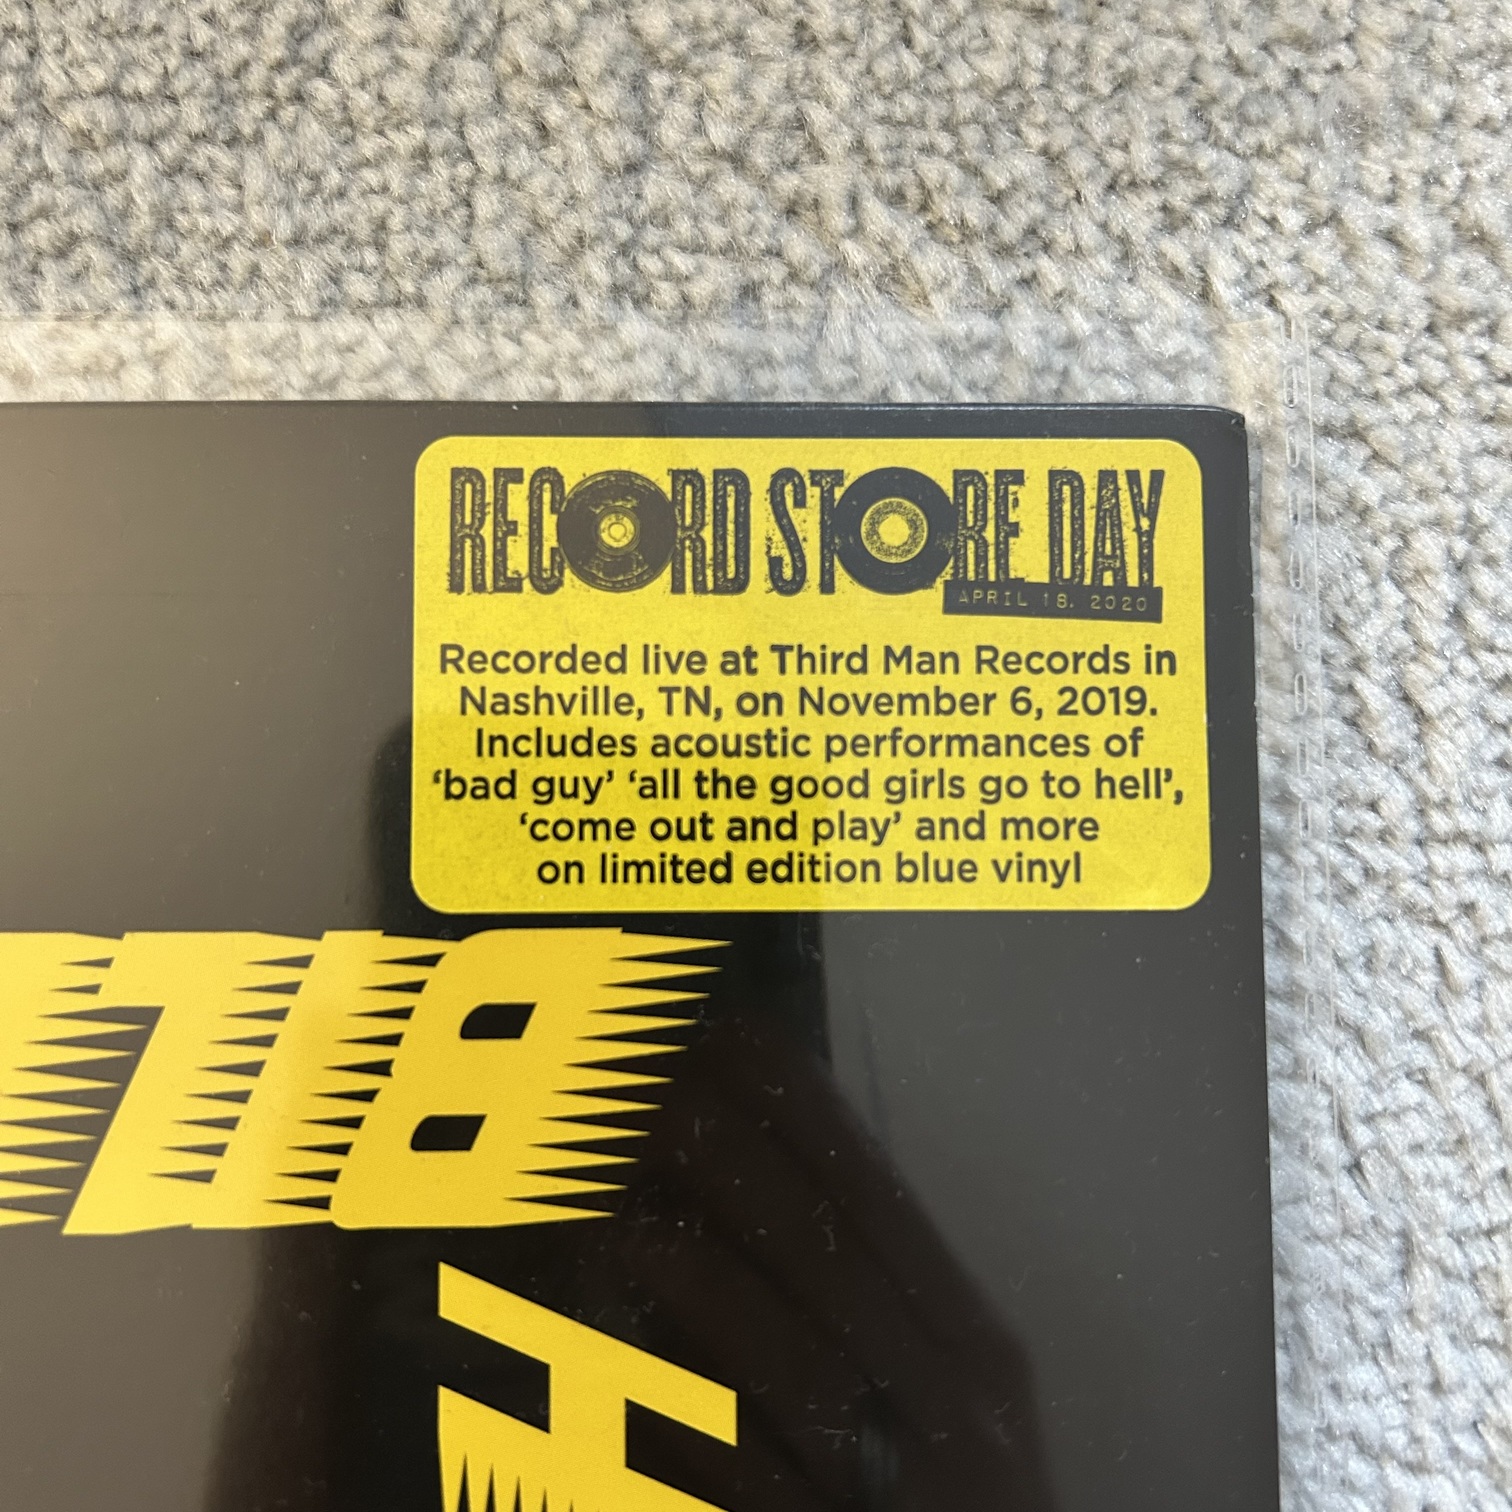 RECORD STORE DAY
APRIL 18, 2020
Recorded live at Third Man Records in
Nashville, TN, on November 6, 2019.
Includes acoustic performances of
‘bad guy’ ‘all the good girls go to hell’,
‘come out and play’ and more
on limited edition blue vinyl